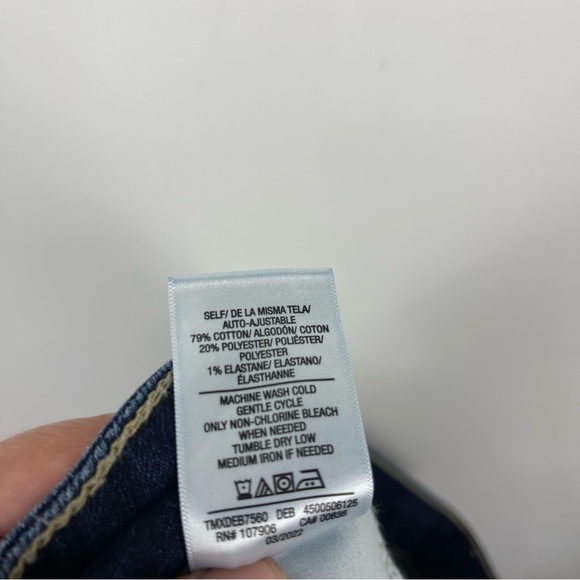 SELF/ DE LA MISMA TELA/
AUTO-AJUSTABLE
79% COTTON/ ALGODÓN/ COTON
20% POLYESTER/ POLIÉSTER/
POLYESTER
1% ELASTANE/ ELASTANO/
ÉLASTHANNE
MACHINE WASH COLD
GENTLE CYCLE
ONLY NON-CHLORINE BLEACH
WHEN NEEDED
TUMBLE DRY LOW
MEDIUM IRON IF NEEDED
TMXDEB7560 DEB 4500506125
RN# 107906 CA# 00635
03/2022